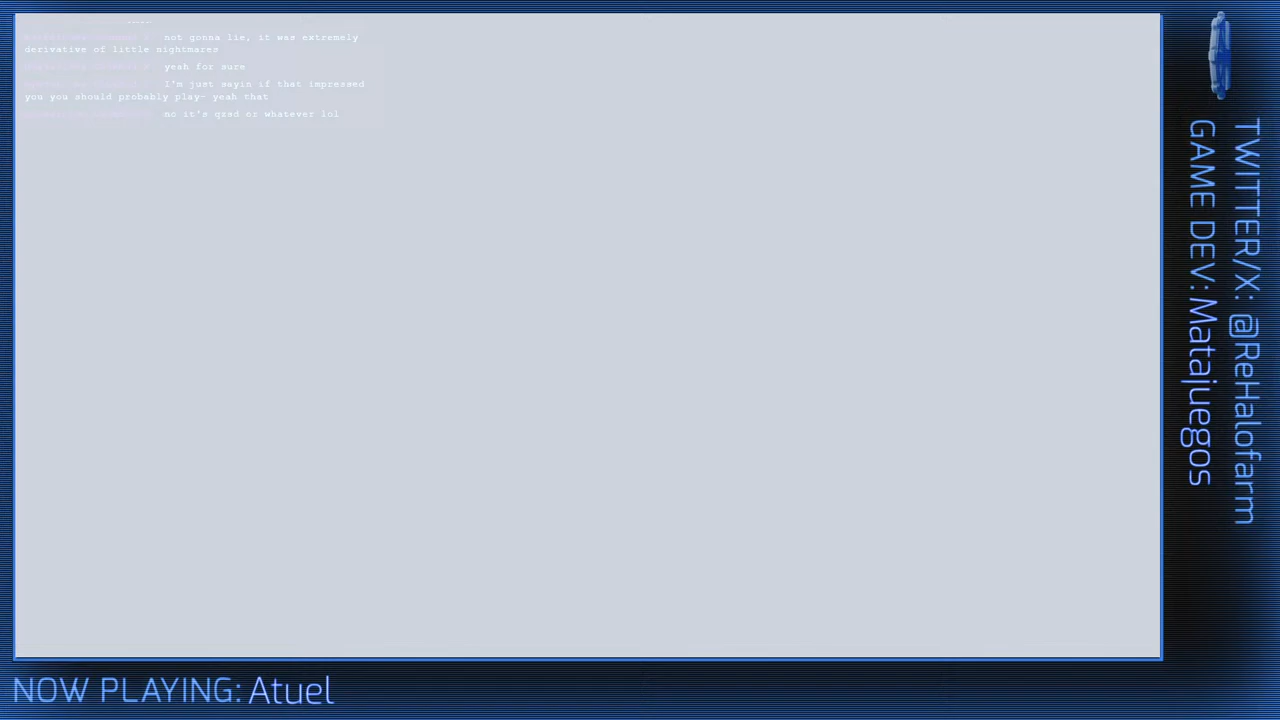 not gonna lie, it was extremely
derivative of little nightmares
yeah for sure
I'm just sayin if that impressed
you you should probably play- yeah that
no it's qzsd or whatever lol
TWITTER/X: @ReHalofarm
GAME DEV: Matajuegos
NOW PLAYING: Atuel